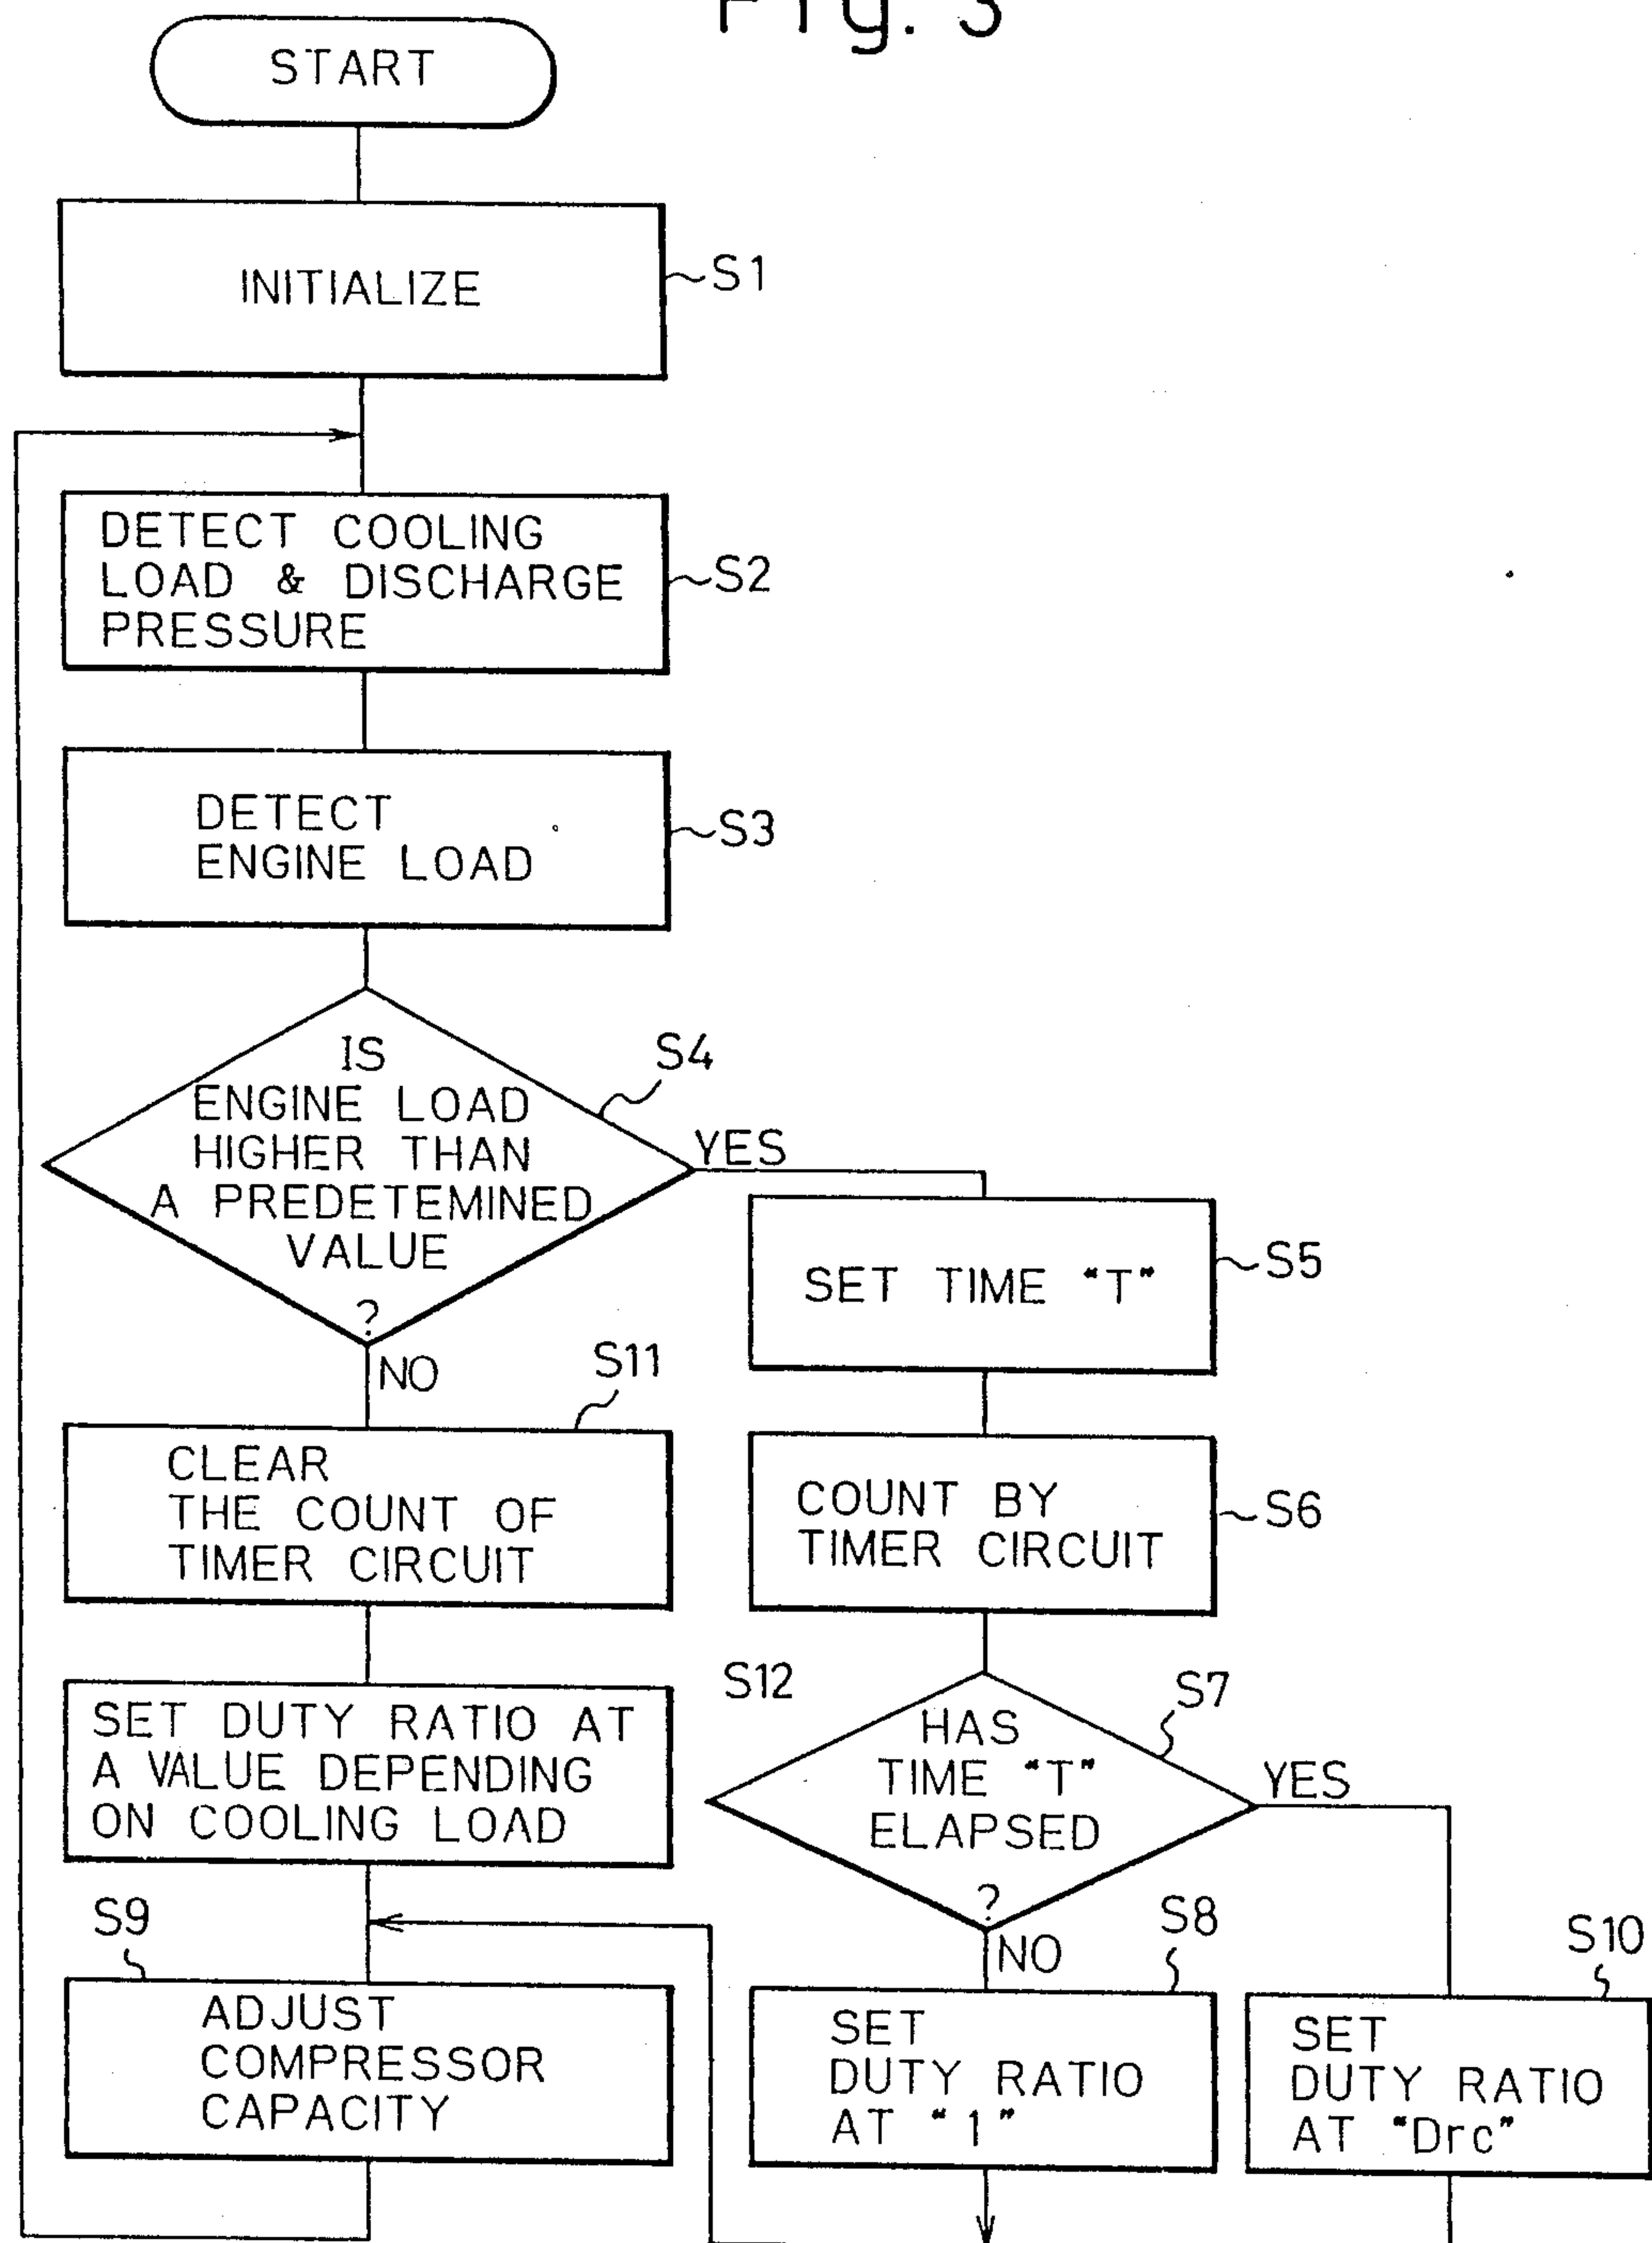 Fig. 3
START
INITIALIZE
S1
DETECT COOLING
LOAD & DISCHARGE
PRESSURE
S2
DETECT
ENGINE LOAD
S3
IS
ENGINE LOAD
HIGHER THAN
A PREDETEMINED
VALUE
?
S4
YES
NO
SET TIME "T"
S5
S11
CLEAR
THE COUNT OF
TIMER CIRCUIT
COUNT BY
TIMER CIRCUIT
S6
S12
SET DUTY RATIO AT
A VALUE DEPENDING
ON COOLING LOAD
HAS
TIME "T"
ELAPSED
?
S7
YES
NO
S9
ADJUST
COMPRESSOR
CAPACITY
S8
SET
DUTY RATIO
AT "1"
S10
SET
DUTY RATIO
AT "Drc"